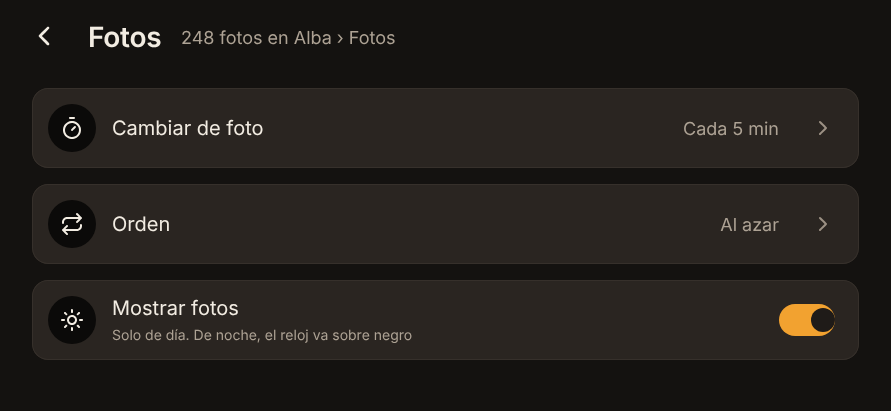 Fotos 248 fotos en Alba › Fotos
Cambiar de foto Cada 5 min
Orden Al azar
Mostrar fotos
Solo de día. De noche, el reloj va sobre negro